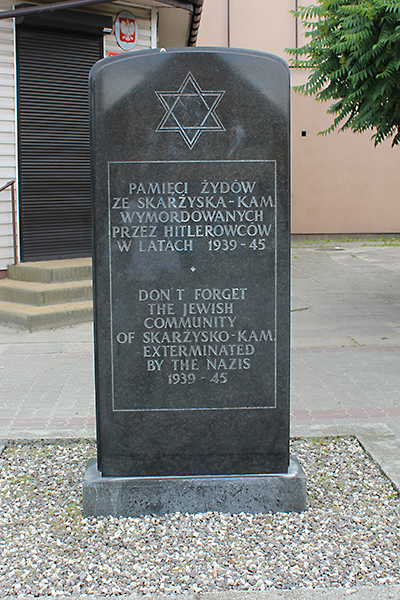 PAMIĘCI ŻYDÓW
ZE SKARŻYSKA-KAM.
WYMORDOWANYCH
PRZEZ HITLEROWCÓW
W LATACH 1939-45
DON'T FORGET
THE JEWISH
COMMUNITY
OF SKARŻYSKO-KAM.
EXTERMINATED
BY THE NAZIS
1939-45